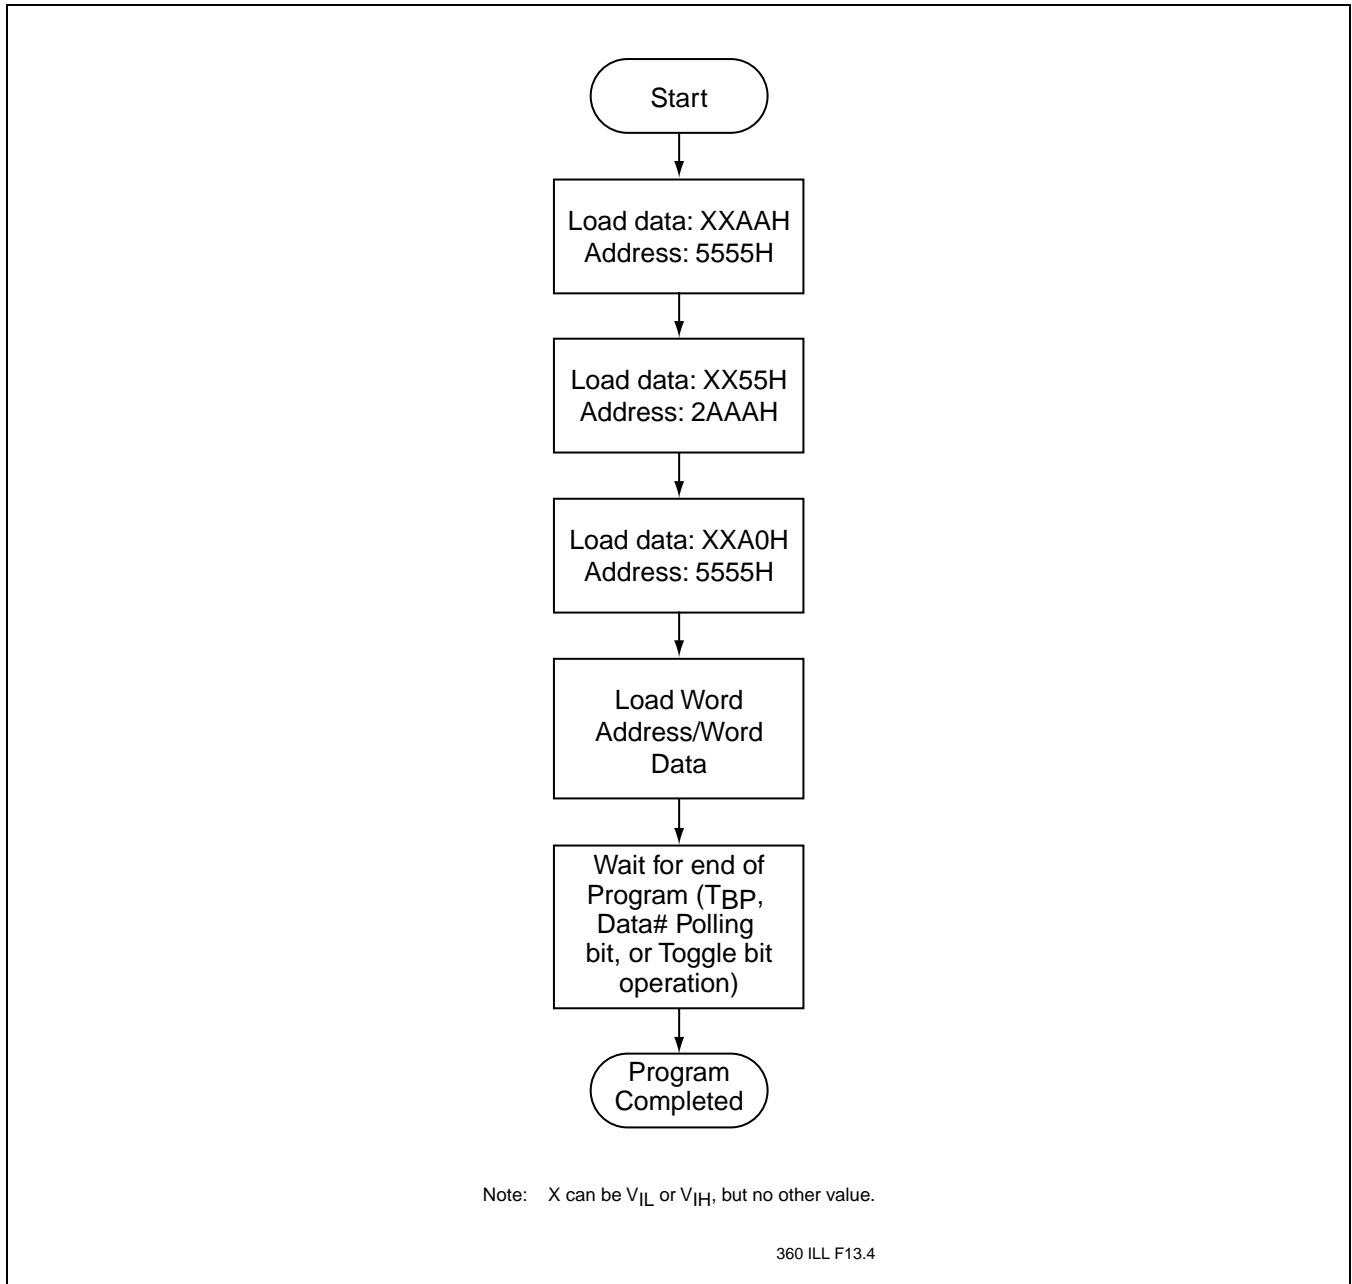 Start
Load data: XXAAH
Address: 5555H
Load data: XX55H
Address: 2AAAH
Load data: XXA0H
Address: 5555H
Load Word
Address/Word
Data
Wait for end of
Program (TBP,
Data# Polling
bit, or Toggle bit
operation)
Program
Completed
Note: X can be VIL or VIH, but no other value.
360 ILL F13.4